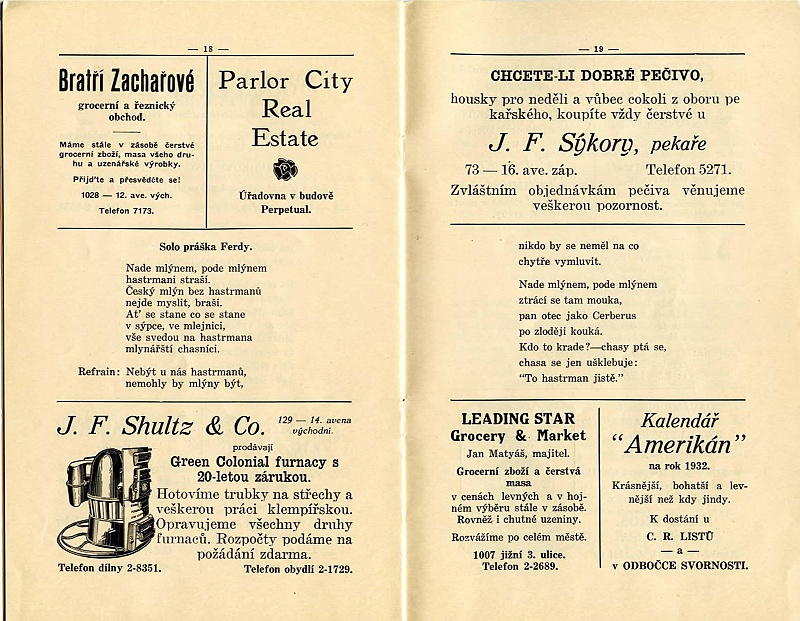 — 18 —
Bratří Zachařové
grocerní a řeznický
obchod.
Máme stále v zásobě čerstvé
grocerní zboží, masa všeho dru-
hu a uzenářské výrobky.
Přijd'te a přesvědčte se!
1028 — 12. ave. vých.
Telefon 7173.
Parlor City
Real
Estate
Úřadovna v budově
Perpetual.
Solo práška Ferdy.
Nade mlýnem, pode mlýnem
hastrmani straší.
Český mlýn bez hastrmanů
nejde myslit, braši.
Ať se stane co se stane
v sýpce, ve mlejnici,
vše svedou na hastrmana
mlynářští chasníci.
Refrain: Nebýt u nás hastrmanů,
nemohly by mlýny být,
J. F. Shultz & Co.
129 — 14. avena
východní.
prodávají
Green Colonial furnacy s
20-letou zárukou.
Hotovíme trubky na střechy a
veškerou práci klempířskou.
Opravujeme všechny druhy
furnaců. Rozpočty podáme na
požádání zdarma.
Telefon dílny 2-8351.
Telefon obydlí 2-1729.
— 19 —
CHCETE-LI DOBRÉ PEČIVO,
housky pro neděli a vůbec cokoli z oboru pe
kařského, koupíte vždy čerstvé u
J. F. Sýkory, pekaře
73 — 16. ave. záp.
Telefon 5271.
Zvláštním objednávkám pečiva věnujeme
veškerou pozornost.
nikdo by se neměl na co
chytře vymluvit.
Nade mlýnem, pode mlýnem
ztrácí se tam mouka,
pan otec jako Cerberus
po zloději kouká.
Kdo to krade?—chasy ptá se,
chasa se jen ušklebuje:
“To hastrman jistě.”
LEADING STAR
Grocery & Market
Jan Matyáš, majitel.
Grocerní zboží a čerstvá
masa
v cenách levných a v hoj-
ném výběru stále v zásobě.
Rovněž i chutné uzeniny.
Rozvážíme po celém městě.
1007 jižní 3. ulice.
Telefon 2-2689.
Kalendář
“Amerikán”
na rok 1932.
Krásnější, bohatší a lev-
nější než kdy jindy.
K dostání u
C. R. LISTŮ
— a —
v ODBOČCE SVORNOSTI.